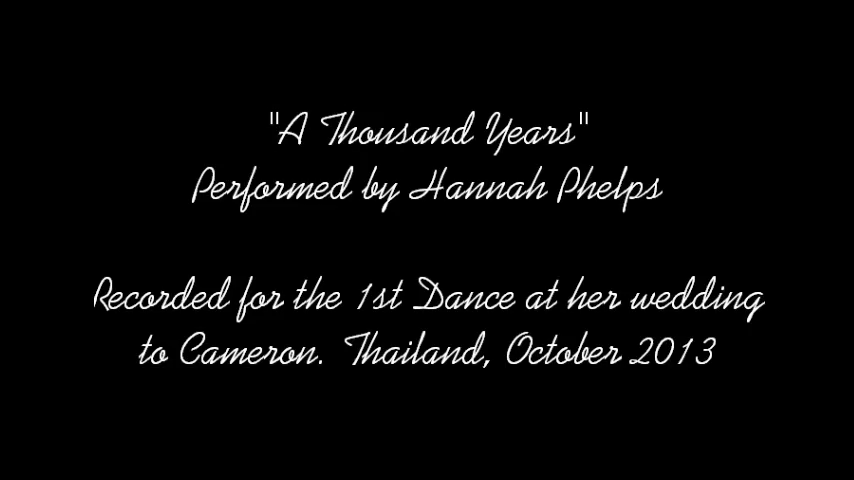 "A Thousand Years"
Performed by Hannah Phelps
Recorded for the 1st Dance at her wedding
to Cameron. Thailand, October 2013